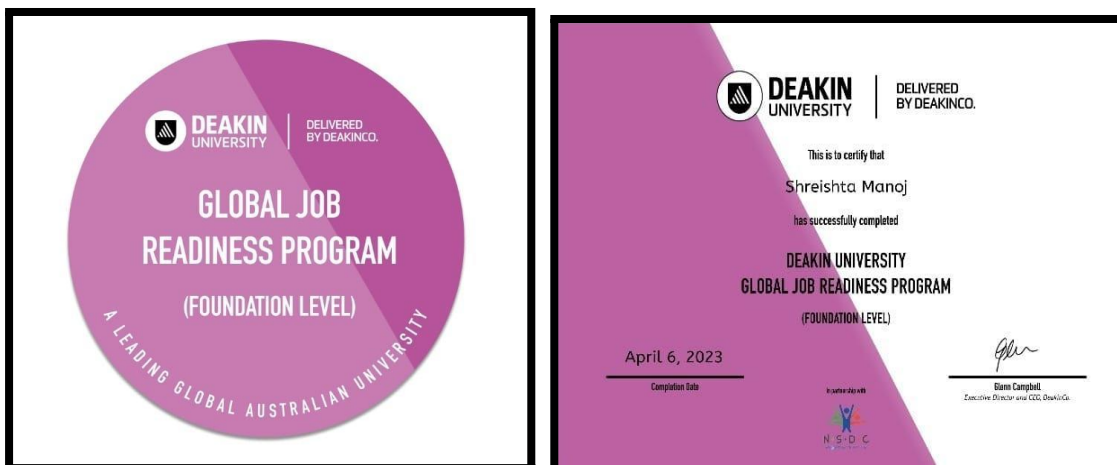 DEAKIN
UNIVERSITY
DELIVERED
BY DEAKINCO.
GLOBAL JOB
READINESS PROGRAM
(FOUNDATION LEVEL)
A LEADING GLOBAL AUSTRALIAN UNIVERSITY
DEAKIN
UNIVERSITY
DELIVERED
BY DEAKINCO.
This is to certify that
Shreishta Manoj
has successfully completed
DEAKIN UNIVERSITY
GLOBAL JOB READINESS PROGRAM
(FOUNDATION LEVEL)
April 6, 2023
Completion Date
In partnership with
N·S·D·C
Glenn Campbell
Executive Director and CEO, DeakinCo.